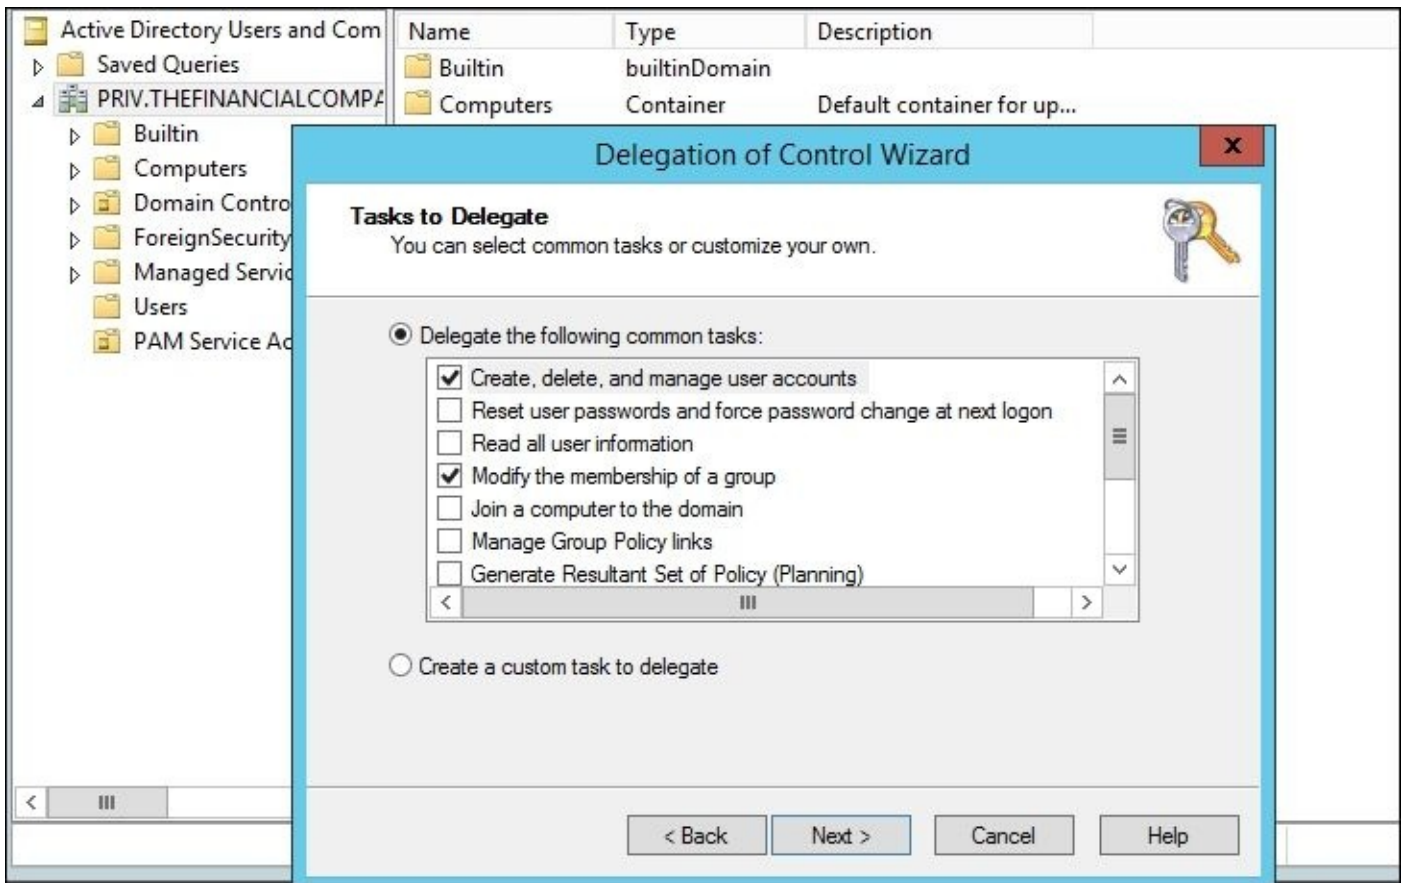 Active Directory Users and Com
Saved Queries
PRIV.THEFINANCIALCOMPA
Builtin
Computers
Domain Contro
ForeignSecurity
Managed Servic
Users
PAM Service Ac
Name Type Description
Builtin builtinDomain
Computers Container Default container for up...
Delegation of Control Wizard
x
Tasks to Delegate
You can select common tasks or customize your own.
Delegate the following common tasks:
Create, delete, and manage user accounts
Reset user passwords and force password change at next logon
Read all user information
Modify the membership of a group
Join a computer to the domain
Manage Group Policy links
Generate Resultant Set of Policy (Planning)
Create a custom task to delegate
< Back Next > Cancel Help